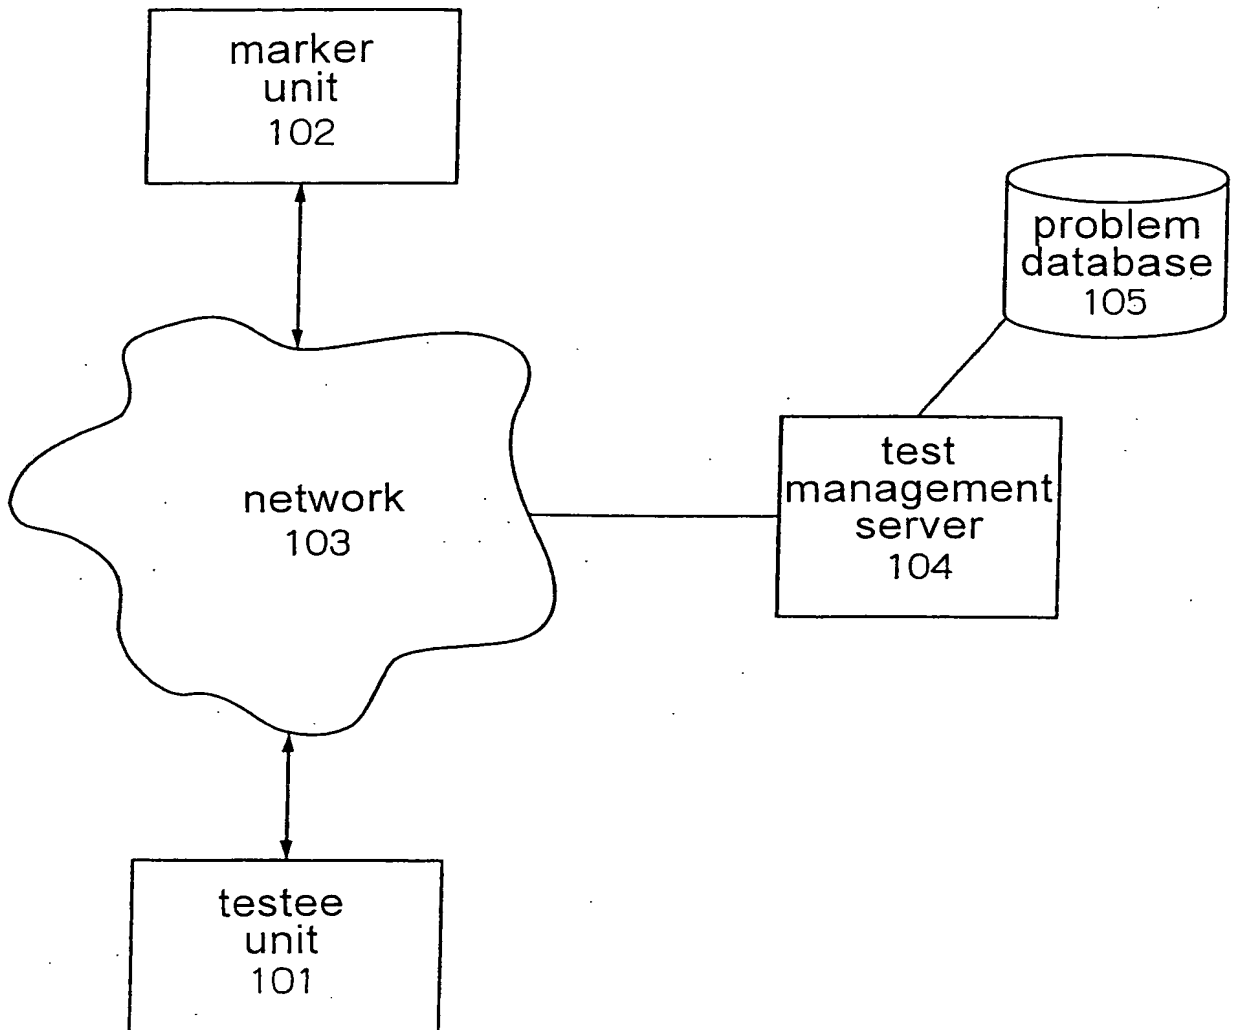 marker
unit
102
problem
database
105
test
management
server
104
network
103
testee
unit
101